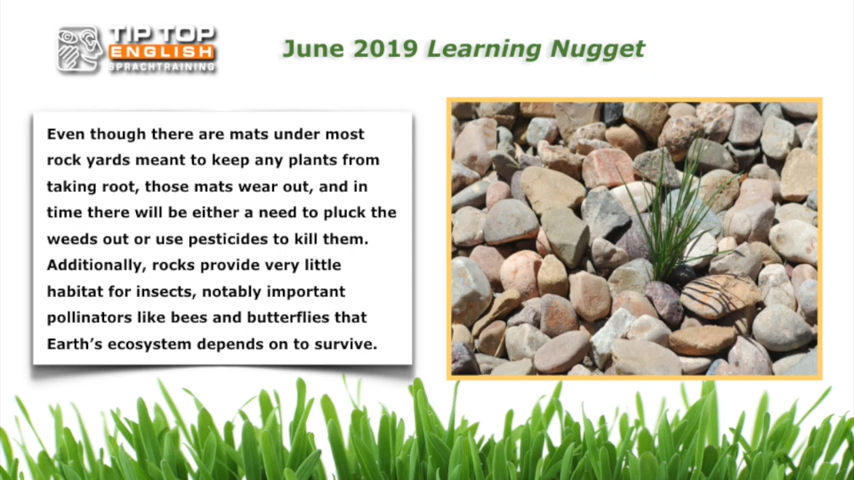 TIP TOP
ENGLISH
SPRACHTRAINING
June 2019 Learning Nugget
Even though there are mats under most
rock yards meant to keep any plants from
taking root, those mats wear out, and in
time there will be either a need to pluck the
weeds out or use pesticides to kill them.
Additionally, rocks provide very little
habitat for insects, notably important
pollinators like bees and butterflies that
Earth’s ecosystem depends on to survive.